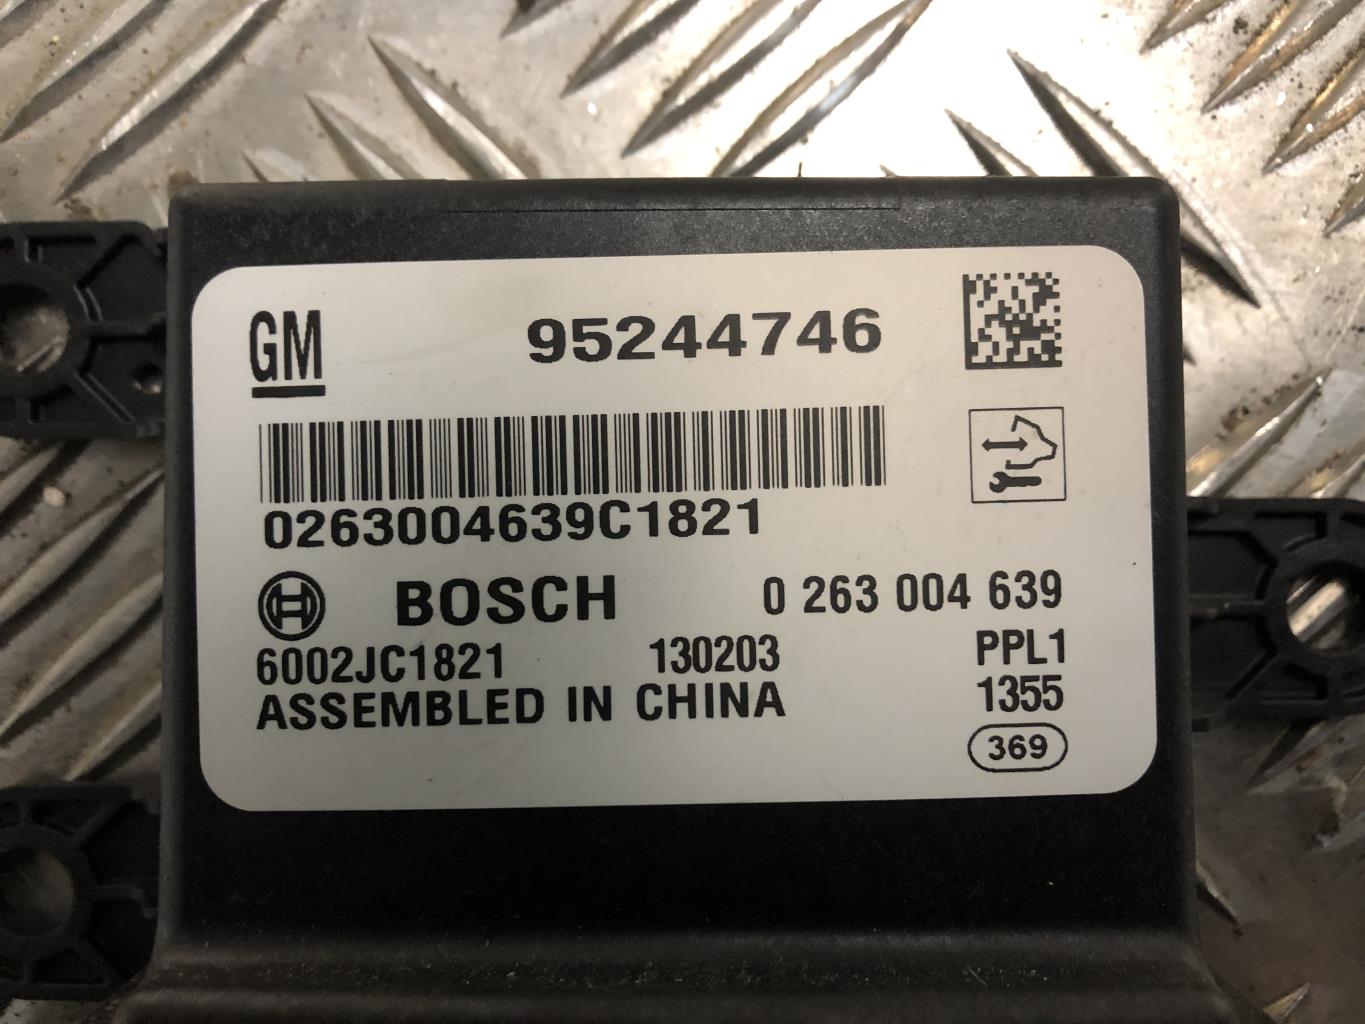 GM 95244746
0263004639C1821
BOSCH 0 263 004 639
6002JC1821 130203 PPL1
ASSEMBLED IN CHINA 1355
369